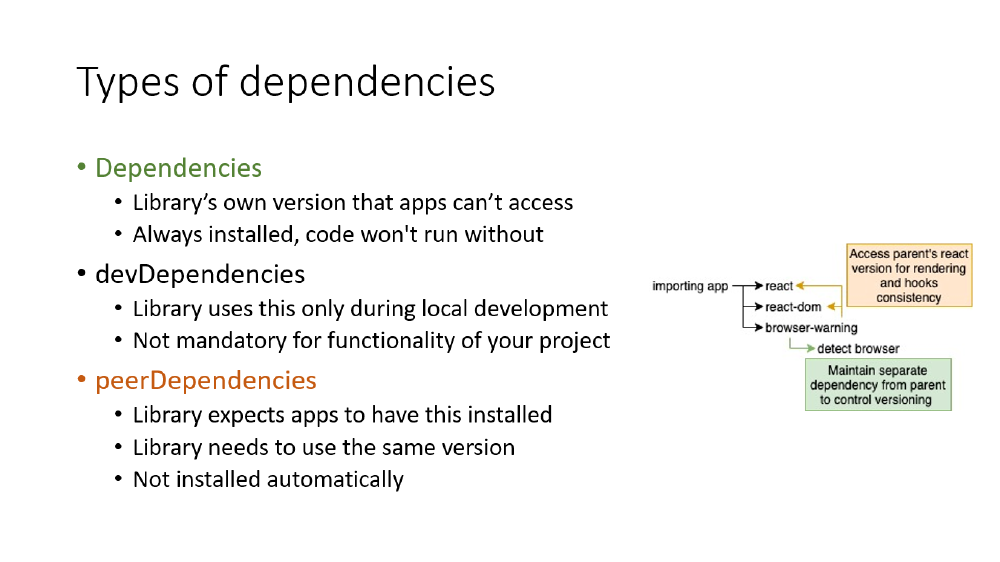 Types of dependencies
• Dependencies
• Library’s own version that apps can’t access
• Always installed, code won't run without
• devDependencies
• Library uses this only during local development
• Not mandatory for functionality of your project
• peerDependencies
• Library expects apps to have this installed
• Library needs to use the same version
• Not installed automatically
importing app
react
react-dom
browser-warning
detect browser
Access parent's react
version for rendering
and hooks
consistency
Maintain separate
dependency from parent
to control versioning